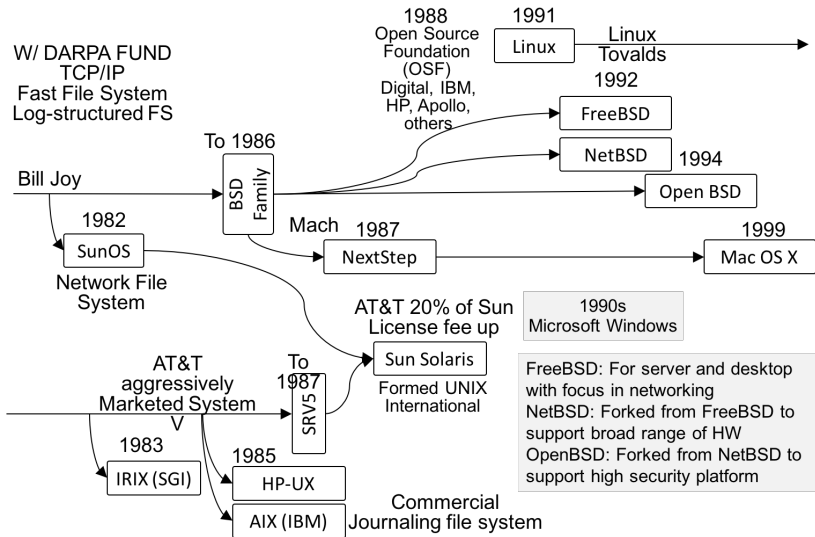 1988
Open Source
Foundation
(OSF)
Digital, IBM,
HP, Apollo,
others
1991
Linux
Linux
Tovalds
W/ DARPA FUND
TCP/IP
Fast File System
Log-structured FS
1992
FreeBSD
To 1986
NetBSD
1994
Bill Joy
BSD
Family
Open BSD
1982
SunOS
Network File
System
Mach
1987
NextStep
1999
Mac OS X
AT&T 20% of Sun
License fee up
1990s
Microsoft Windows
Sun Solaris
Formed UNIX
International
AT&T
aggressively
Marketed System
V
To
1987
SRV5
FreeBSD: For server and desktop
with focus in networking
NetBSD: Forked from FreeBSD to
support broad range of HW
OpenBSD: Forked from NetBSD to
support high security platform
1983
IRIX (SGI)
1985
HP-UX
AIX (IBM)
Commercial
Journaling file system